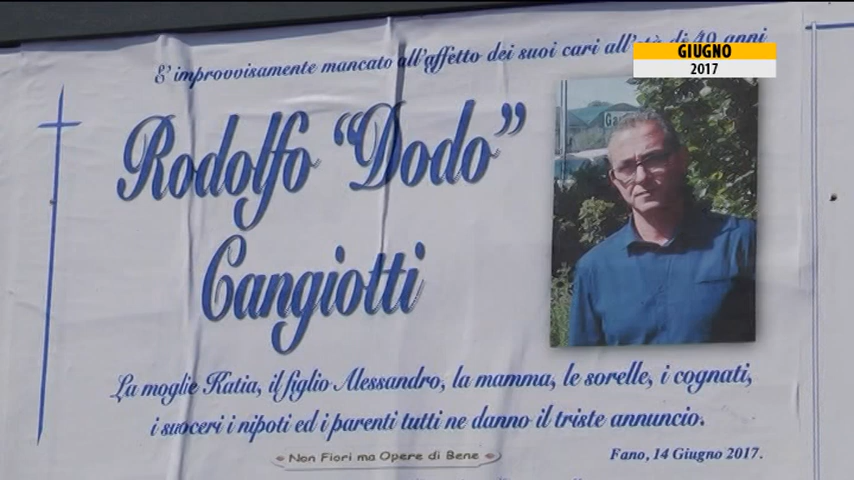 E' improvvisamente mancato all'affetto dei suoi cari all'età di 49 anni
GIUGNO
2017
Rodolfo “Dodo”
Cangiotti
La moglie Katia, il figlio Alessandro, la mamma, le sorelle, i cognati,
i suoceri i nipoti ed i parenti tutti ne danno il triste annuncio.
Non Fiori ma Opere di Bene
Fano, 14 Giugno 2017.